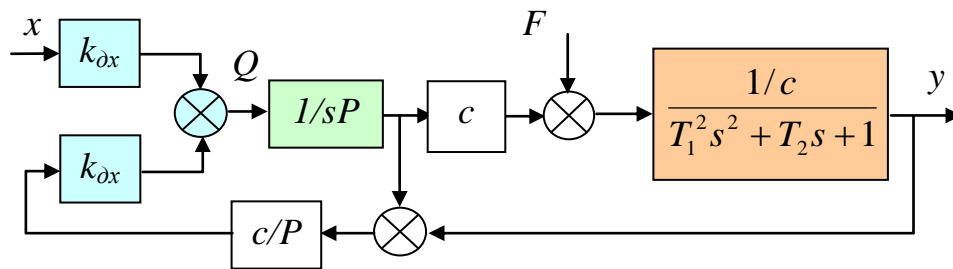 x
k∂x
Q
1/sP
c
F
1/c
T₁²s² + T₂s + 1
y
k∂x
c/P